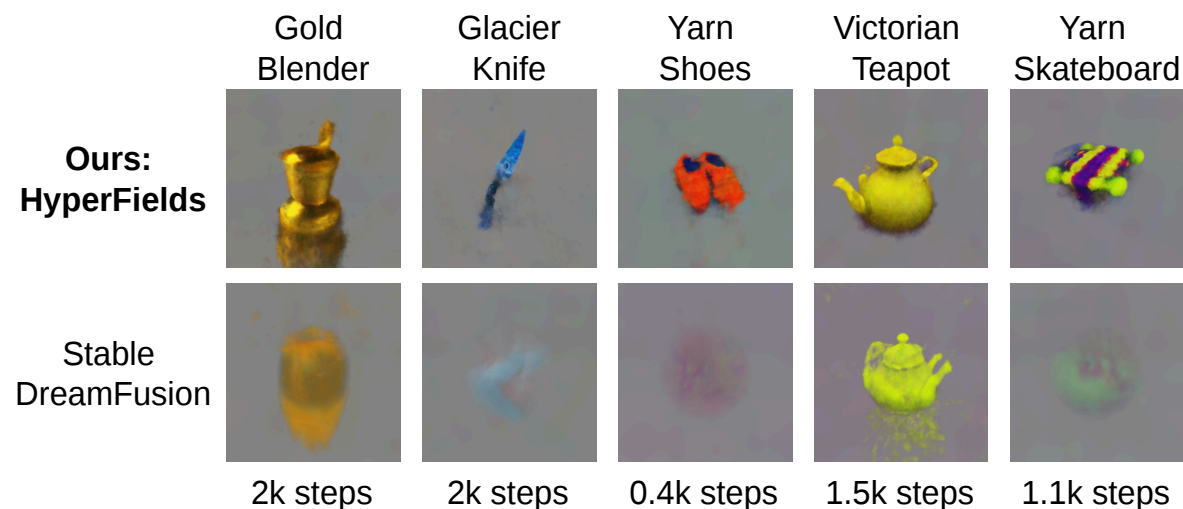 Gold
Blender
Glacier
Knife
Yarn
Shoes
Victorian
Teapot
Yarn
Skateboard
Ours:
HyperFields
Stable
DreamFusion
2k steps
2k steps
0.4k steps
1.5k steps
1.1k steps